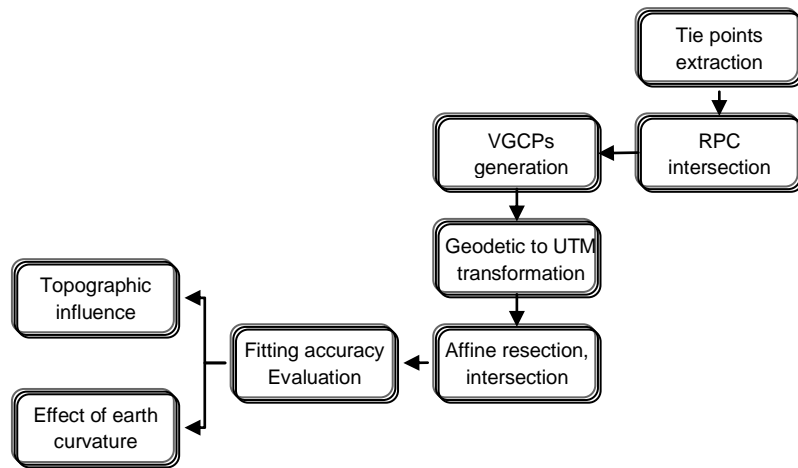 Tie points
extraction
RPC
intersection
VGCPs
generation
Geodetic to UTM
transformation
Affine resection,
intersection
Fitting accuracy
Evaluation
Topographic
influence
Effect of earth
curvature